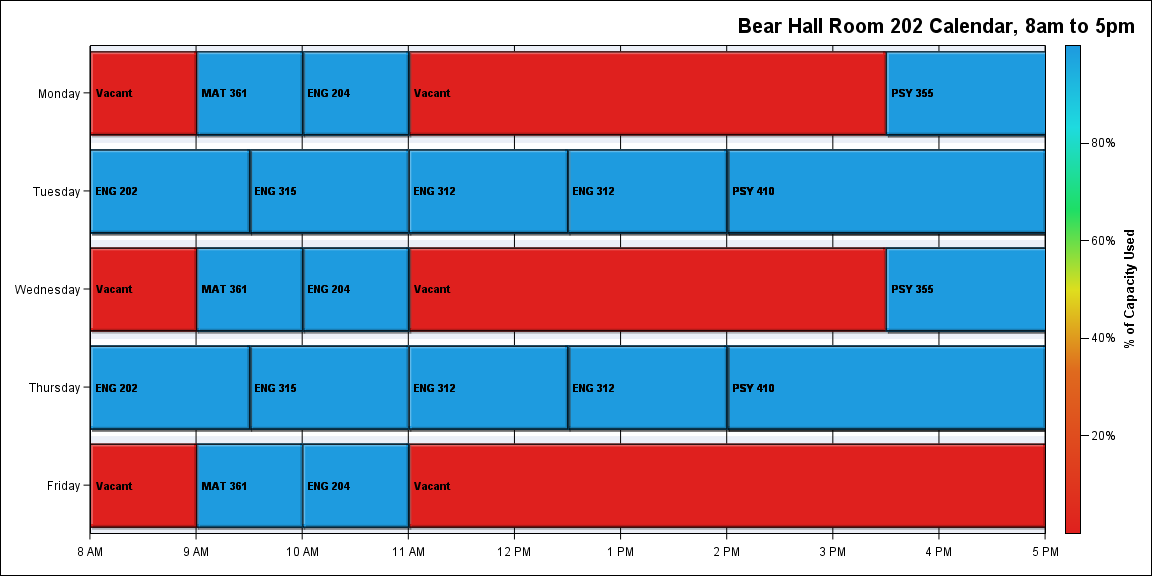 Bear Hall Room 202 Calendar, 8am to 5pm
Monday
Vacant
MAT 361
ENG 204
Vacant
PSY 355
Tuesday
ENG 202
ENG 315
ENG 312
ENG 312
PSY 410
Wednesday
Vacant
MAT 361
ENG 204
Vacant
PSY 355
Thursday
ENG 202
ENG 315
ENG 312
ENG 312
PSY 410
Friday
Vacant
MAT 361
ENG 204
Vacant
8 AM
9 AM
10 AM
11 AM
12 PM
1 PM
2 PM
3 PM
4 PM
5 PM
80%
60%
40%
20%
% of Capacity Used